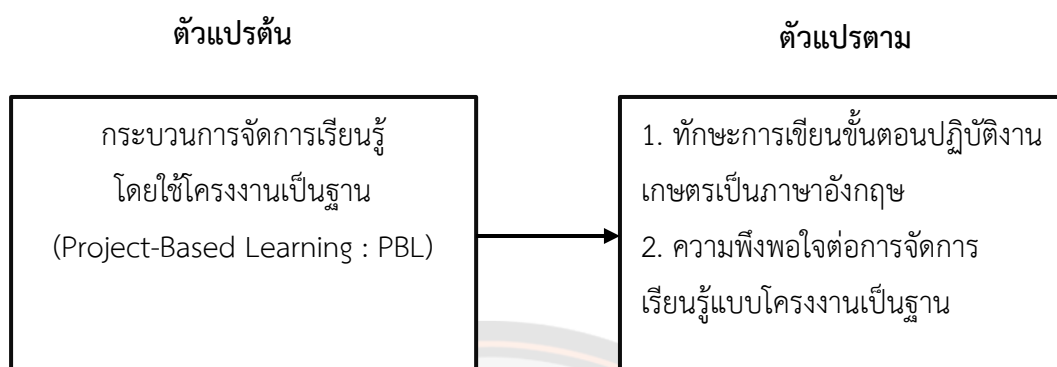 ตัวแปรต้น
ตัวแปรตาม
กระบวนการจัดการเรียนรู้
โดยใช้โครงงานเป็นฐาน
(Project-Based Learning : PBL)
1. ทักษะการเขียนขั้นตอนปฏิบัติงาน
เกษตรเป็นภาษาอังกฤษ
2. ความพึงพอใจต่อการจัดการ
เรียนรู้แบบโครงงานเป็นฐาน